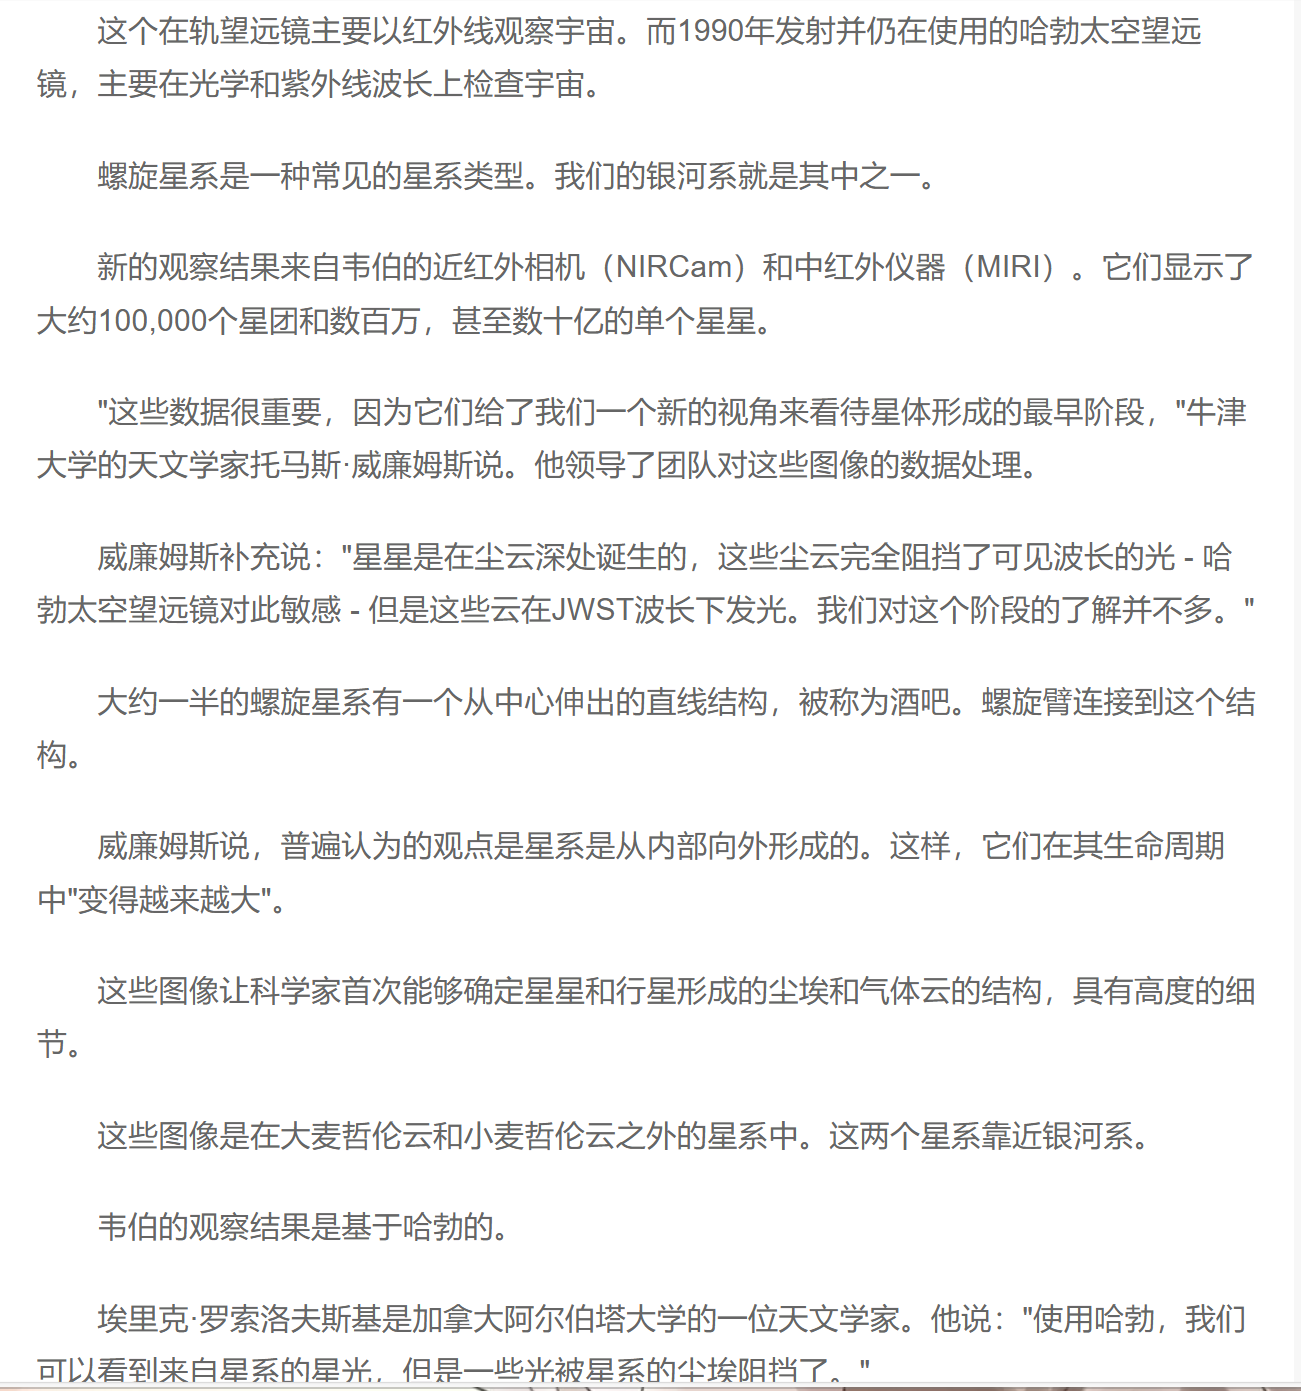 这个在轨望远镜主要以红外线观察宇宙。而1990年发射并仍在使用的哈勃太空望远
镜，主要在光学和紫外线波长上检查宇宙。
螺旋星系是一种常见的星系类型。我们的银河系就是其中之一。
新的观察结果来自韦伯的近红外相机（NIRCam）和中红外仪器（MIRI）。它们显示了
大约100,000个星团和数百万，甚至数十亿的单个星星。
"这些数据很重要，因为它们给了我们一个新的视角来看待星体形成的最早阶段，"牛津
大学的天文学家托马斯·威廉姆斯说。他领导了团队对这些图像的数据处理。
威廉姆斯补充说："星星是在尘云深处诞生的，这些尘云完全阻挡了可见波长的光 - 哈
勃太空望远镜对此敏感 - 但是这些云在JWST波长下发光。我们对这个阶段的了解并不多。"
大约一半的螺旋星系有一个从中心伸出的直线结构，被称为酒吧。螺旋臂连接到这个结
构。
威廉姆斯说，普遍认为的观点是星系是从内部向外形成的。这样，它们在其生命周期
中"变得越来越大"。
这些图像让科学家首次能够确定星星和行星形成的尘埃和气体云的结构，具有高度的细
节。
这些图像是在大麦哲伦云和小麦哲伦云之外的星系中。这两个星系靠近银河系。
韦伯的观察结果是基于哈勃的。
埃里克·罗索洛夫斯基是加拿大阿尔伯塔大学的一位天文学家。他说："使用哈勃，我们
可以看到来自星系的星光，但是一些光被星系的尘埃阻挡了。"